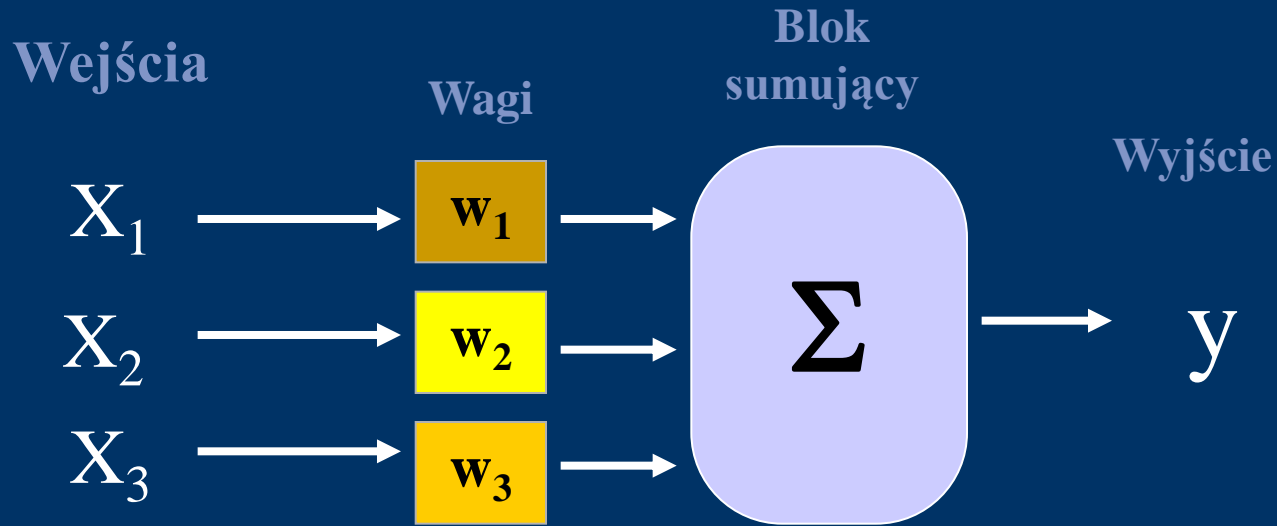 Wejścia
Wagi
Blok
sumujący
Wyjście
X₁
w₁
X₂
w₂
Σ
y
X₃
w₃